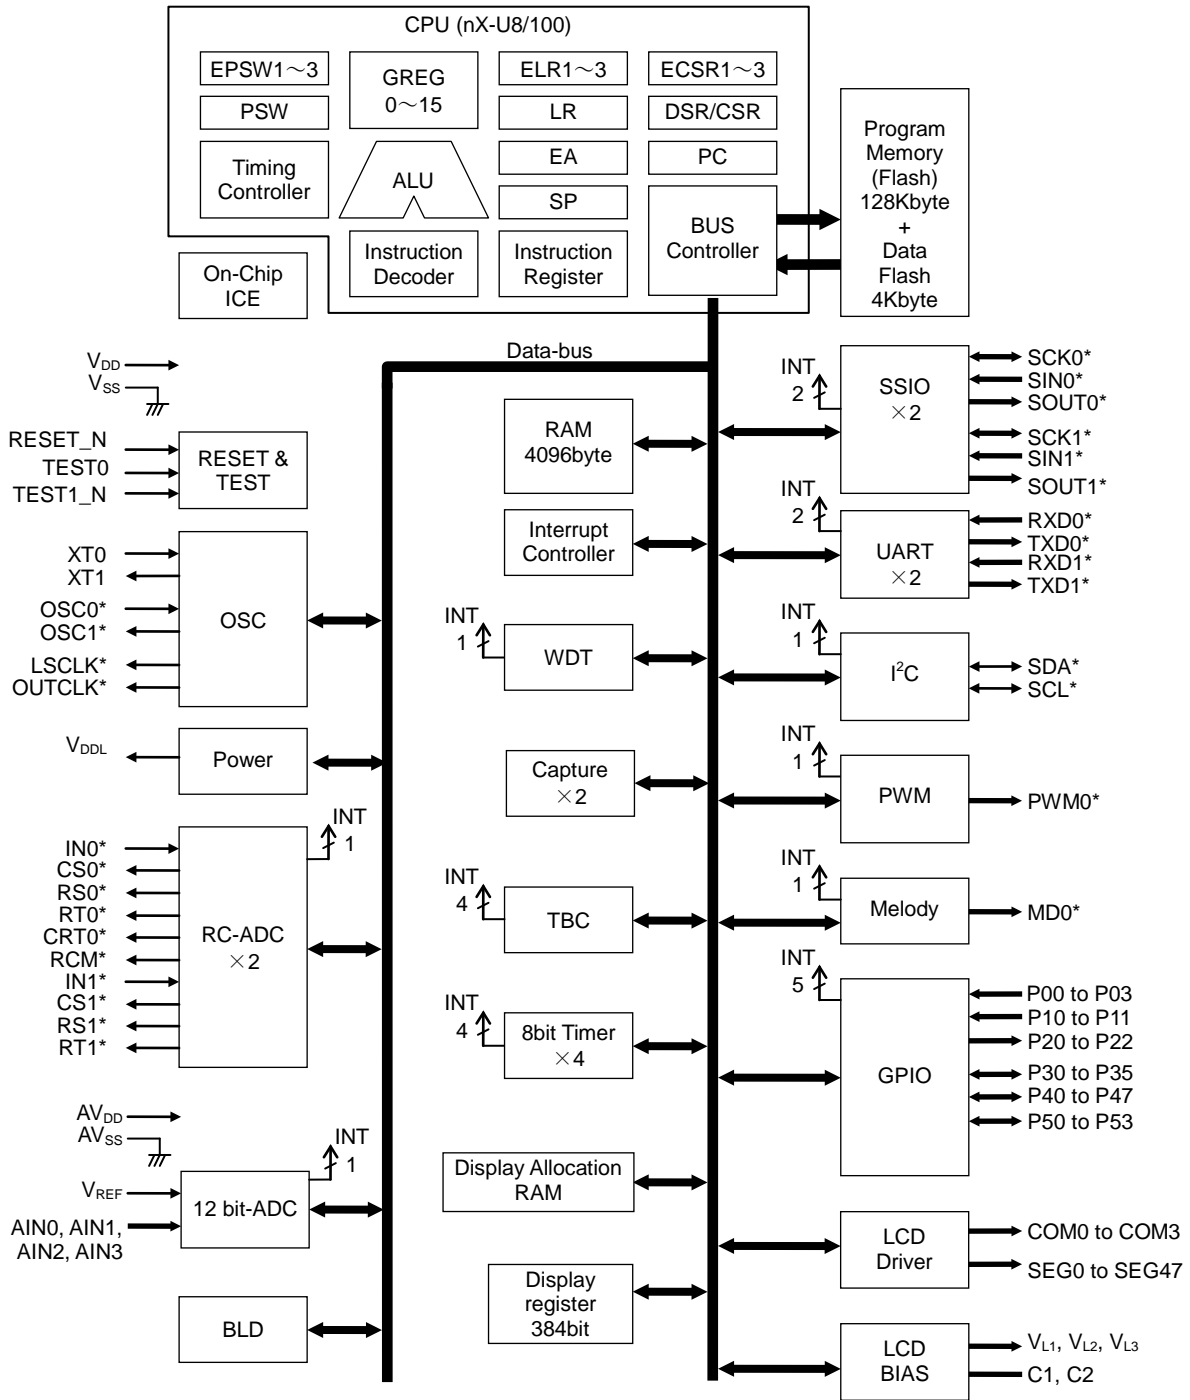 CPU (nX-U8/100)
EPSW1～3
GREG
0～15
ELR1～3
ECSR1～3
PSW
LR
DSR/CSR
Timing
Controller
ALU
EA
PC
SP
BUS
Controller
Instruction
Decoder
Instruction
Register
On-Chip
ICE
Program
Memory
(Flash)
128Kbyte
+
Data
Flash
4Kbyte
Data-bus
VDD
VSS
RESET_N
TEST0
TEST1_N
RESET &
TEST
XT0
XT1
OSC0*
OSC1*
LSCLK*
OUTCLK*
OSC
VDDL
Power
INT
1
IN0*
CS0*
RS0*
RT0*
CRT0*
RCM*
IN1*
CS1*
RS1*
RT1*
RC-ADC
×2
AVDD
AVSS
INT
1
VREF
AIN0, AIN1,
AIN2, AIN3
12 bit-ADC
BLD
RAM
4096byte
Interrupt
Controller
INT
1
WDT
Capture
×2
INT
4
TBC
INT
4
8bit Timer
×4
Display Allocation
RAM
Display
register
384bit
INT
2
SSIO
×2
SCK0*
SIN0*
SOUT0*
SCK1*
SIN1*
SOUT1*
INT
2
UART
×2
RXD0*
TXD0*
RXD1*
TXD1*
INT
1
I²C
SDA*
SCL*
INT
1
PWM
PWM0*
INT
1
Melody
MD0*
INT
5
GPIO
P00 to P03
P10 to P11
P20 to P22
P30 to P35
P40 to P47
P50 to P53
LCD
Driver
COM0 to COM3
SEG0 to SEG47
LCD
BIAS
VL1, VL2, VL3
C1, C2